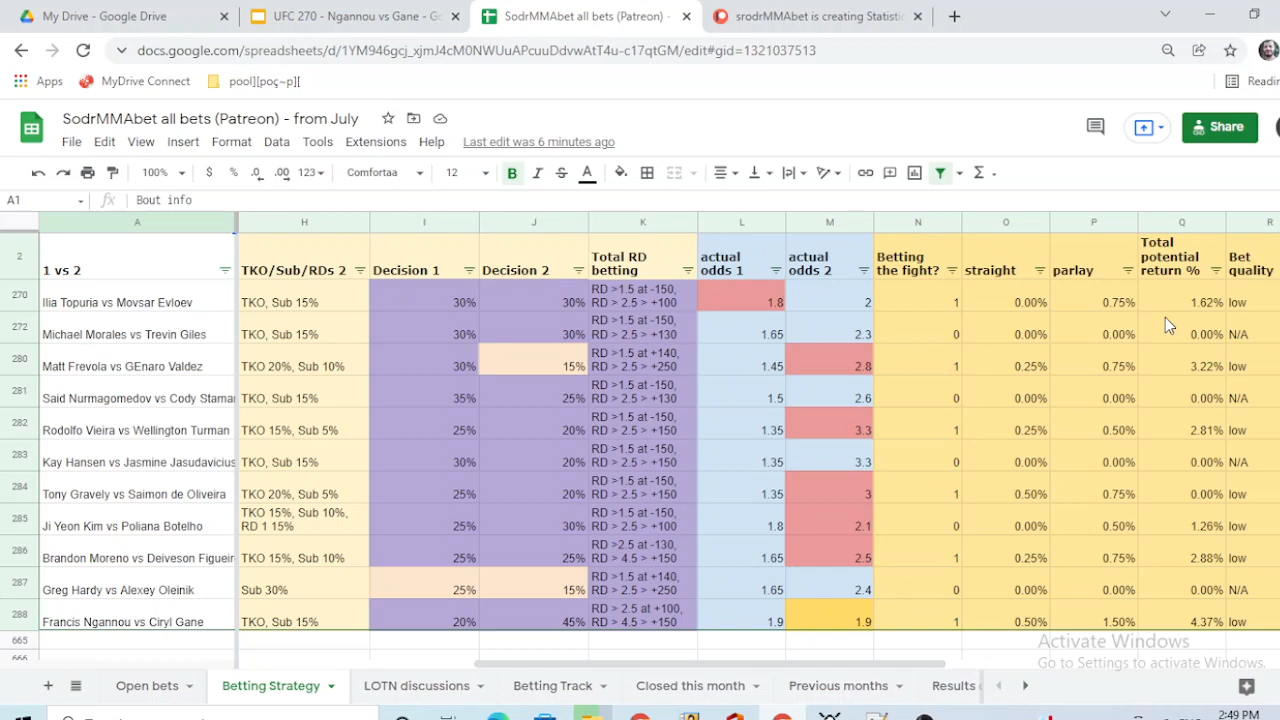 My Drive - Google Drive
UFC 270 - Ngannou vs Gane - Go
SodrMMAbet all bets (Patreon) -
srodrMMAbet is creating Statistic
docs.google.com/spreadsheets/d/1YM946gcj_xjmJ4cM0NWUuAPcuuDdvwAtT4u-c17qtGM/edit#gid=1321037513
Apps
MyDrive Connect
pool][poç~p][
Readin
SodrMMAbet all bets (Patreon) - from July
Share
File Edit View Insert Format Data Tools Extensions Help Last edit was 6 minutes ago
100% $ % .0 .00 123 Comfortaa 12 B I S A
A1 fx Bout info
A H I J K L M N O P Q R
2 1 vs 2 TKO/Sub/RDs 2 Decision 1 Decision 2 Total RD betting actual odds 1 actual odds 2 Betting the fight? straight parlay Total potential return % Bet quality
270 Ilia Topuria vs Movsar Evloev TKO, Sub 15% 30% 30% RD >1.5 at -150, RD > 2.5 > +100 1.8 2 1 0.00% 0.75% 1.62% low
272 Michael Morales vs Trevin Giles TKO, Sub 15% 30% 30% RD >1.5 at -150, RD > 2.5 > +130 1.65 2.3 0 0.00% 0.00% 0.00% N/A
280 Matt Frevola vs GEnaro Valdez TKO 20%, Sub 10% 30% 15% RD >1.5 at +140, RD > 2.5 > +250 1.45 2.8 1 0.25% 0.75% 3.22% low
281 Said Nurmagomedov vs Cody Staman TKO, Sub 15% 35% 25% RD >1.5 at -150, RD > 2.5 > +130 1.5 2.6 0 0.00% 0.00% 0.00% N/A
282 Rodolfo Vieira vs Wellington Turman TKO 15%, Sub 5% 25% 20% RD >1.5 at -150, RD > 2.5 > +150 1.35 3.3 1 0.25% 0.50% 2.81% low
283 Kay Hansen vs Jasmine Jasudavicius TKO, Sub 15% 30% 20% RD >1.5 at -150, RD > 2.5 > +150 1.35 3.3 0 0.00% 0.00% 0.00% N/A
284 Tony Gravely vs Saimon de Oliveira TKO 20%, Sub 5% 25% 20% RD >1.5 at -150, RD > 2.5 > +150 1.35 3 1 0.50% 0.75% 0.00% low
285 Ji Yeon Kim vs Poliana Botelho TKO 15%, Sub 10%, RD 1 15% 25% 30% RD >1.5 at -150, RD > 2.5 > +100 1.8 2.1 0 0.00% 0.50% 1.26% low
286 Brandon Moreno vs Deiveson Figueir TKO 15%, Sub 10% 25% 25% RD >2.5 at -130, RD > 4.5 > +150 1.65 2.5 1 0.25% 0.75% 2.88% low
287 Greg Hardy vs Alexey Oleinik Sub 30% 25% 15% RD >1.5 at +140, RD > 2.5 > +250 1.65 2.4 0 0.00% 0.00% 0.00% N/A
288 Francis Ngannou vs Ciryl Gane TKO, Sub 15% 20% 45% RD > 2.5 at +100, RD > 4.5 > +150 1.9 1.9 1 0.50% 1.50% 4.37% low
665
666
Activate Windows
Go to Settings to activate Windows.
Open bets Betting Strategy LOTN discussions Betting Track Closed this month Previous months Results
2:49 PM